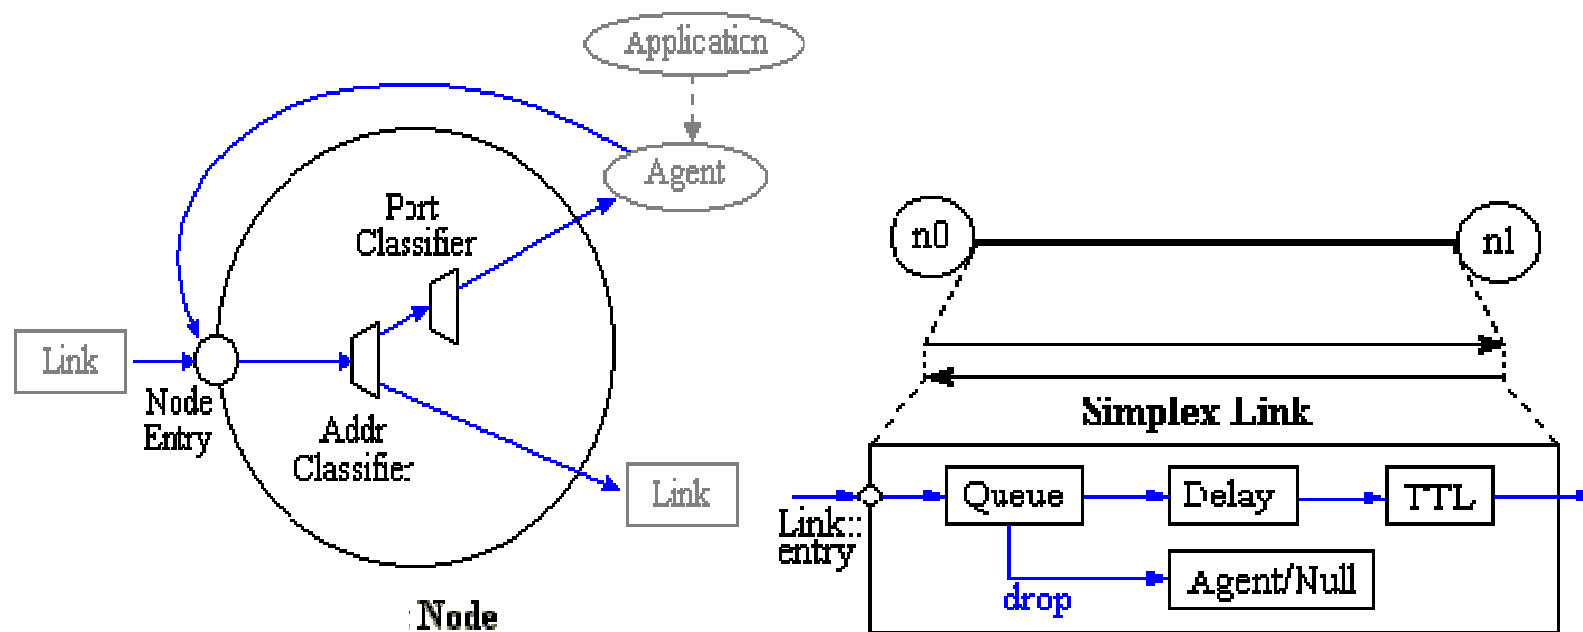 Application
Agent
Port
Classifier
Link
Node
Entry
Addr
Classifier
Link
Node
n0
n1
Simplex Link
Link::
entry
Queue
Delay
TTL
drop
Agent/Null